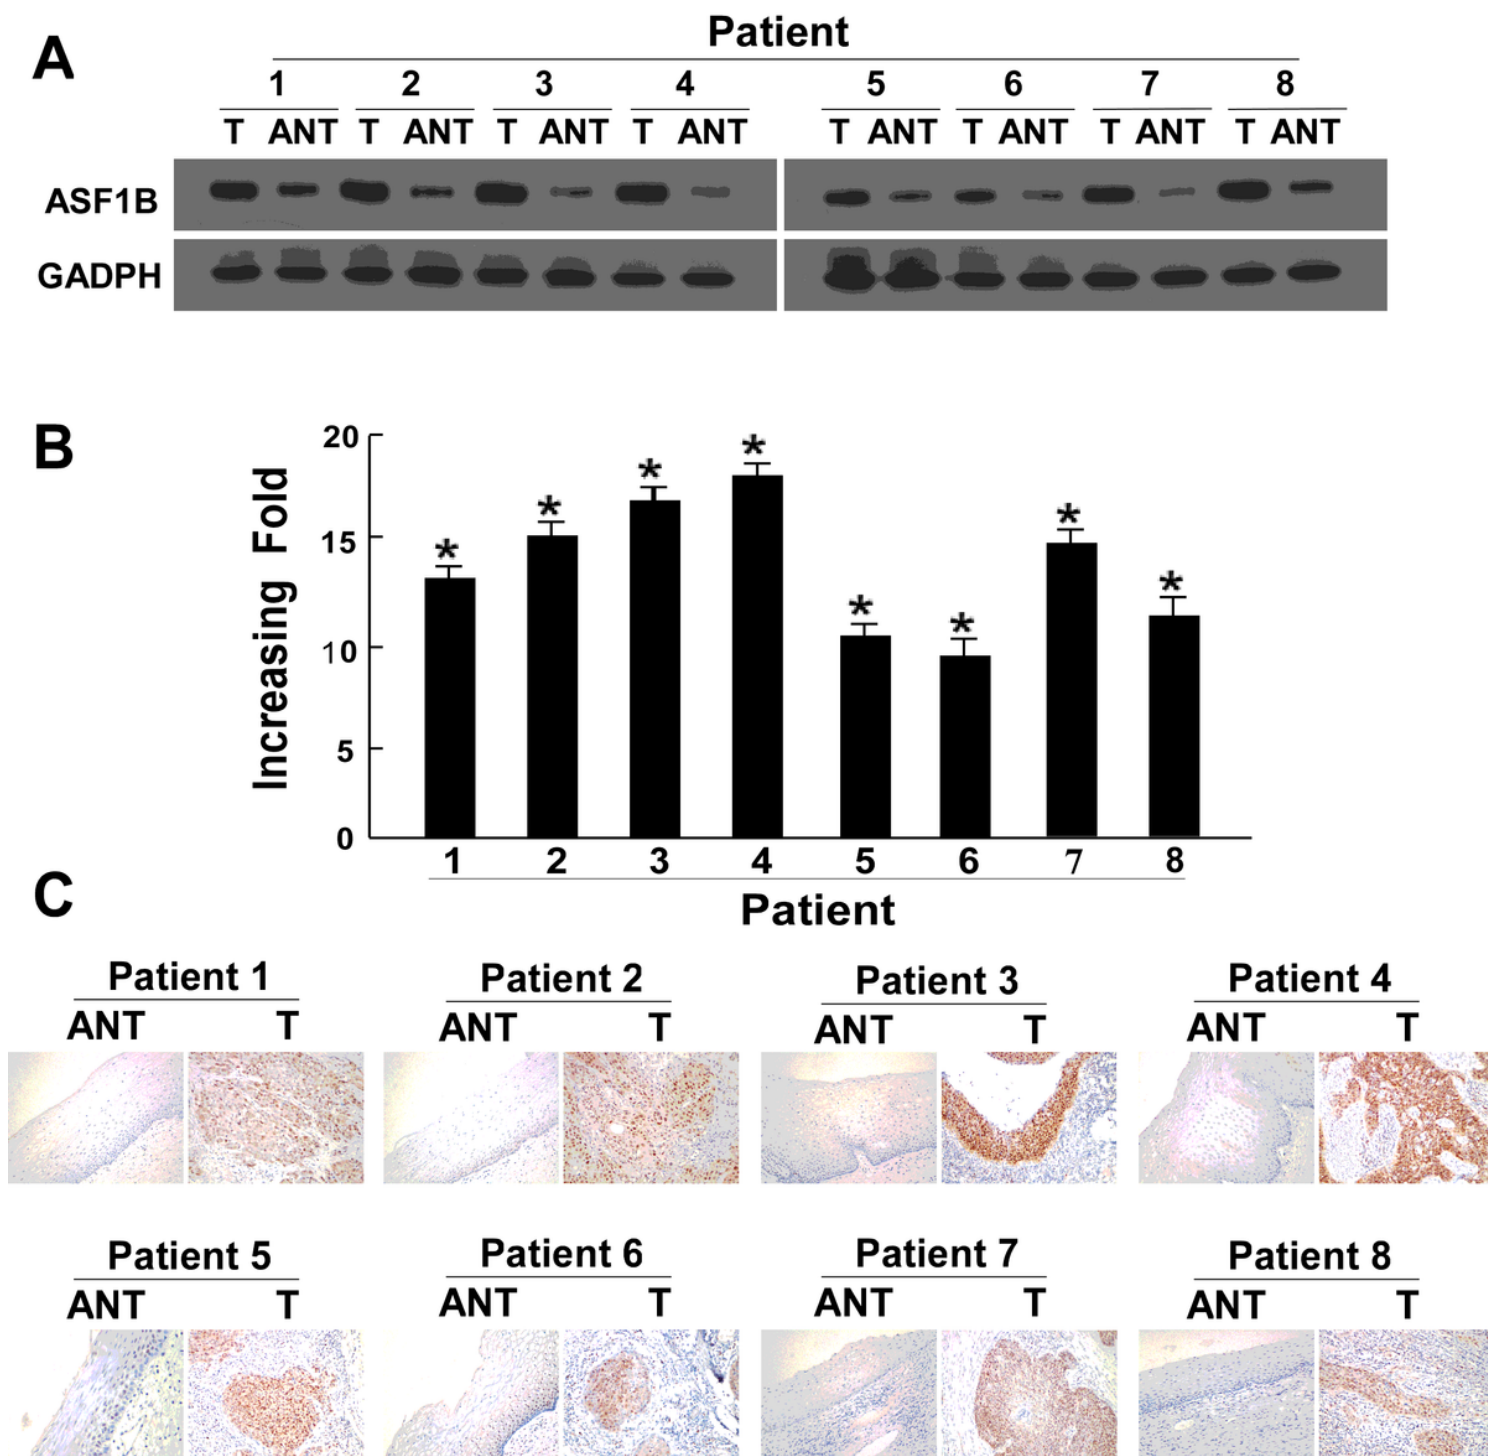 A
Patient
1 2 3 4 5 6 7 8
T ANT T ANT T ANT T ANT T ANT T ANT T ANT T ANT
ASF1B
GADPH
B
Increasing Fold
20
15
10
5
0
1 2 3 4 5 6 7 8
Patient
* * * * * * * *
C
Patient 1 Patient 2 Patient 3 Patient 4
ANT T ANT T ANT T ANT T
Patient 5 Patient 6 Patient 7 Patient 8
ANT T ANT T ANT T ANT T